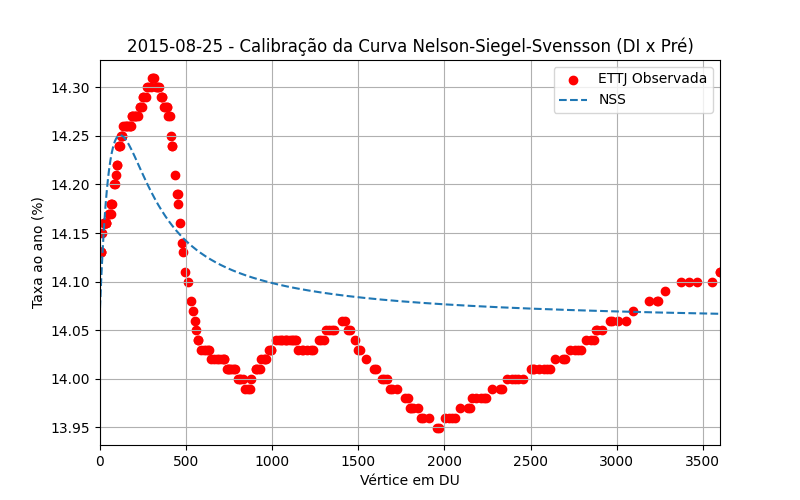 2015-08-25 - Calibração da Curva Nelson-Siegel-Svensson (DI x Pré)
ETTJ Observada
NSS
Taxa ao ano (%)
14.30
14.25
14.20
14.15
14.10
14.05
14.00
13.95
0 500 1000 1500 2000 2500 3000 3500
Vértice em DU